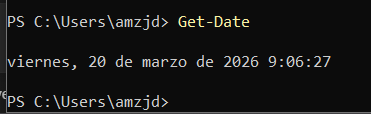 PS C:\Users\amzjd> Get-Date
viernes, 20 de marzo de 2026 9:06:27
PS C:\Users\amzjd>